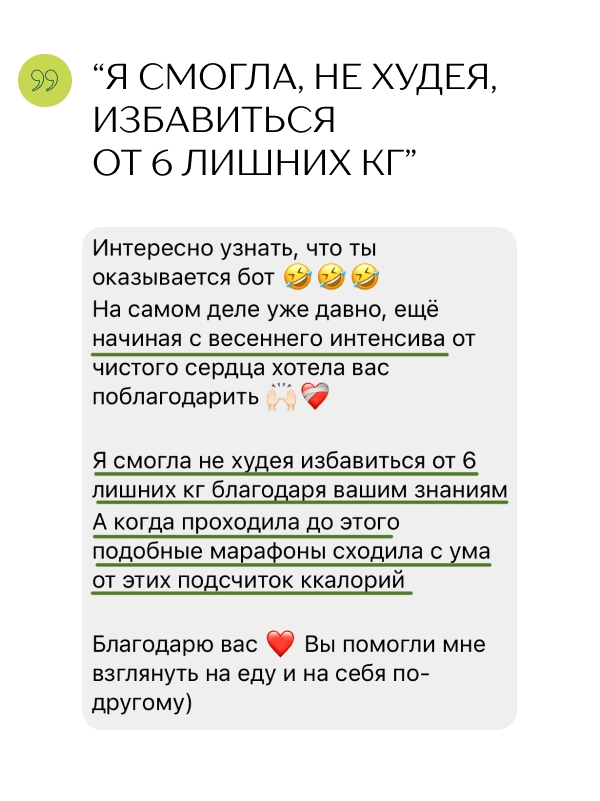 “Я СМОГЛА, НЕ ХУДЕЯ,
ИЗБАВИТЬСЯ
ОТ 6 ЛИШНИХ КГ”
Интересно узнать, что ты
оказывается бот 🤣🤣🤣
На самом деле уже давно, ещё
начиная с весеннего интенсива от
чистого сердца хотела вас
поблагодарить 🙌🏻❤️‍🩹
Я смогла не худея избавиться от 6
лишних кг благодаря вашим знаниям
А когда проходила до этого
подобные марафоны сходила с ума
от этих подсчиток ккалорий
Благодарю вас ❤️ Вы помогли мне
взглянуть на еду и на себя по-
другому)